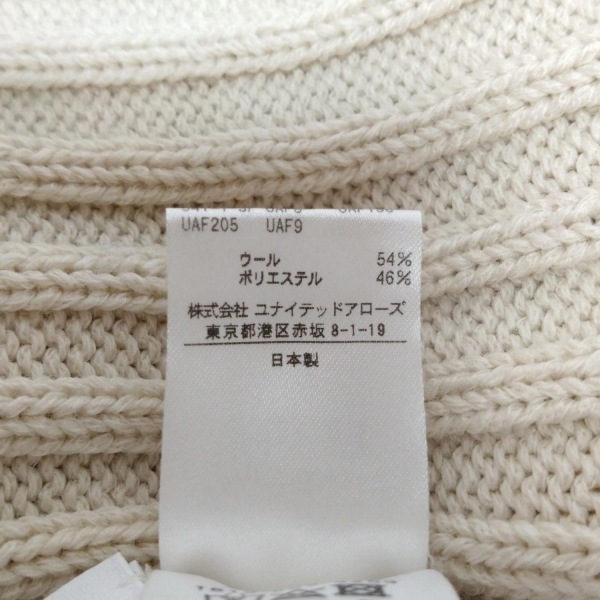 UAF205 UAF9
ウール 54%
ポリエステル 46%
株式会社 ユナイテッドアローズ
東京都港区赤坂8-1-19
日本製